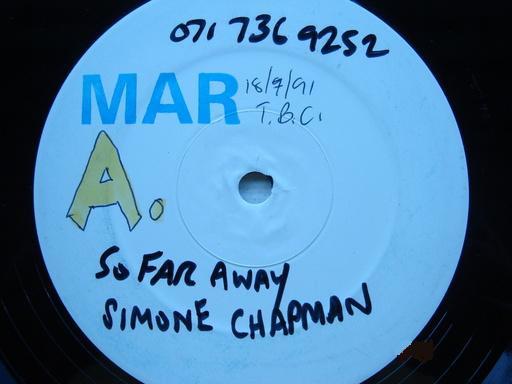 071 736 9252
MAR 18/9/91
T.B.C.
A.
SO FAR AWAY
SIMONE CHAPMAN